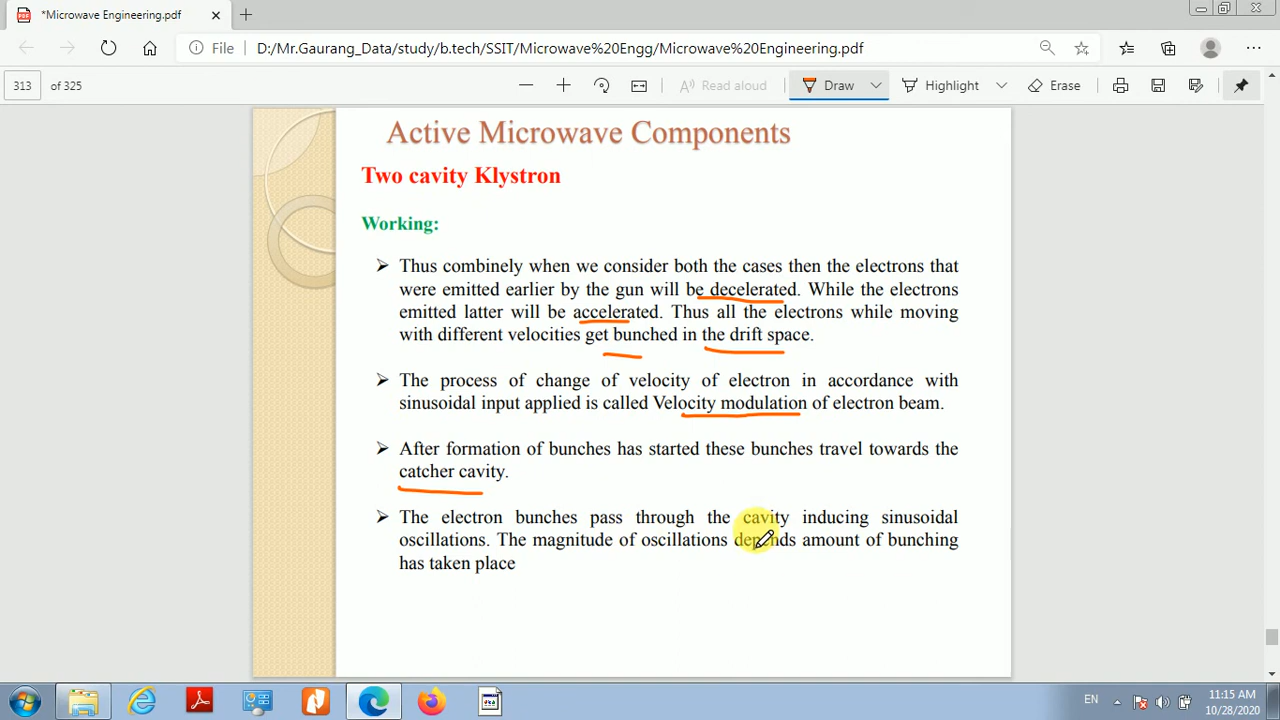 *Microwave Engineering.pdf
File
D:/Mr.Gaurang_Data/study/b.tech/SSIT/Microwave%20Engg/Microwave%20Engineering.pdf
313 of 325
Read aloud
Draw
Highlight
Erase
Active Microwave Components
Two cavity Klystron
Working:
Thus combinely when we consider both the cases then the electrons that
were emitted earlier by the gun will be decelerated. While the electrons
emitted latter will be accelerated. Thus all the electrons while moving
with different velocities get bunched in the drift space.
The process of change of velocity of electron in accordance with
sinusoidal input applied is called Velocity modulation of electron beam.
After formation of bunches has started these bunches travel towards the
catcher cavity.
The electron bunches pass through the cavity inducing sinusoidal
oscillations. The magnitude of oscillations depends amount of bunching
has taken place
EN
11:15 AM
10/28/2020